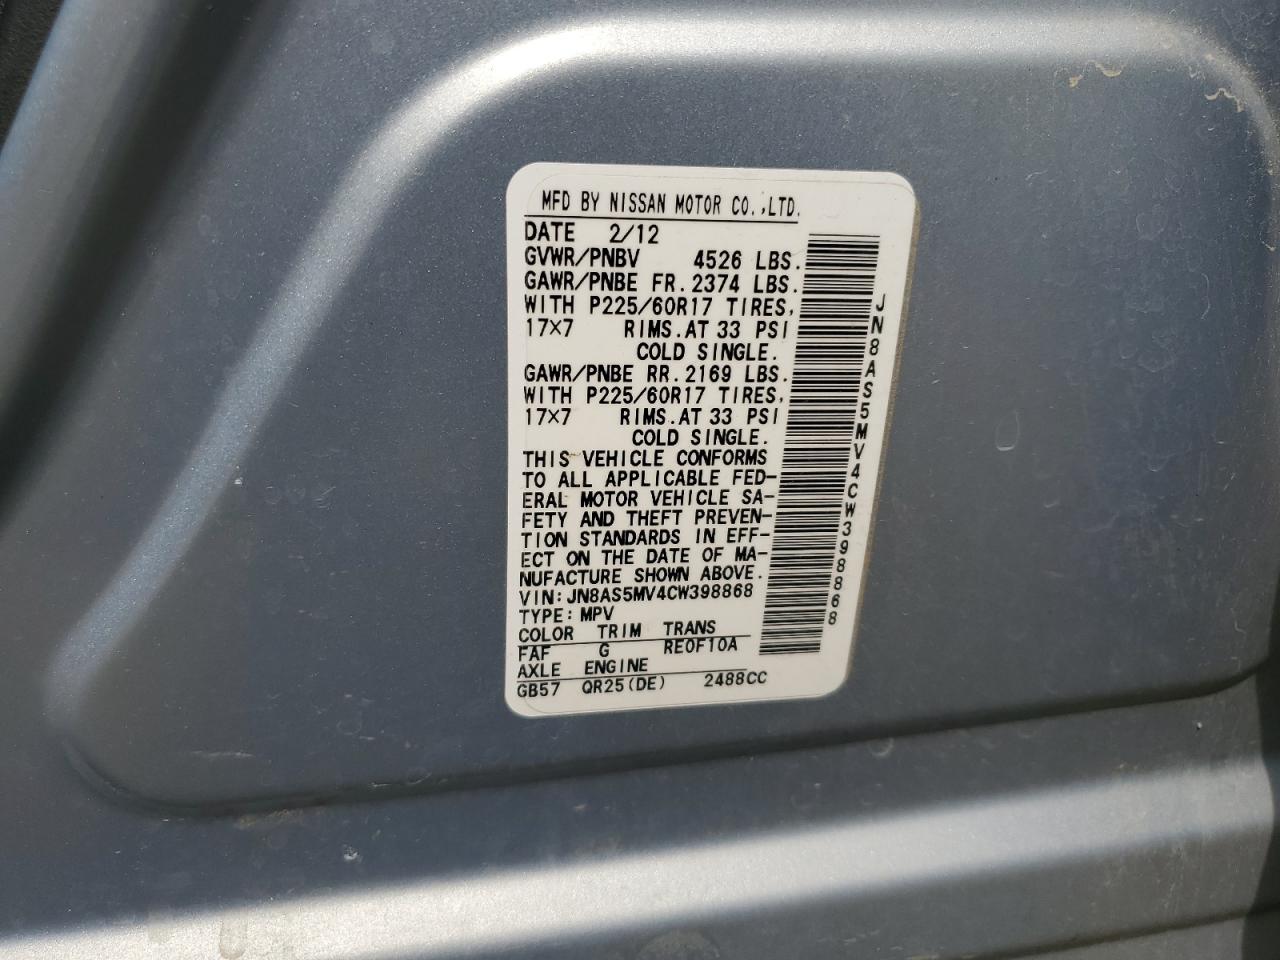 MFD BY NISSAN MOTOR CO.,LTD.
DATE 2/12
GVWR/PNBV 4526 LBS.
GAWR/PNBE FR. 2374 LBS.
WITH P225/60R17 TIRES,
17×7 RIMS. AT 33 PSI
COLD SINGLE.
GAWR/PNBE RR. 2169 LBS.
WITH P225/60R17 TIRES,
17×7 RIMS. AT 33 PSI
COLD SINGLE.
THIS VEHICLE CONFORMS
TO ALL APPLICABLE FED-
ERAL MOTOR VEHICLE SA-
FETY AND THEFT PREVEN-
TION STANDARDS IN EFF-
ECT ON THE DATE OF MA-
NUFACTURE SHOWN ABOVE.
VIN: JN8AS5MV4CW398868
TYPE: MPV
COLOR TRIM TRANS
FAF G RE0F10A
AXLE ENGINE
GB57 QR25(DE) 2488CC
JN8AS5MV4CW398868